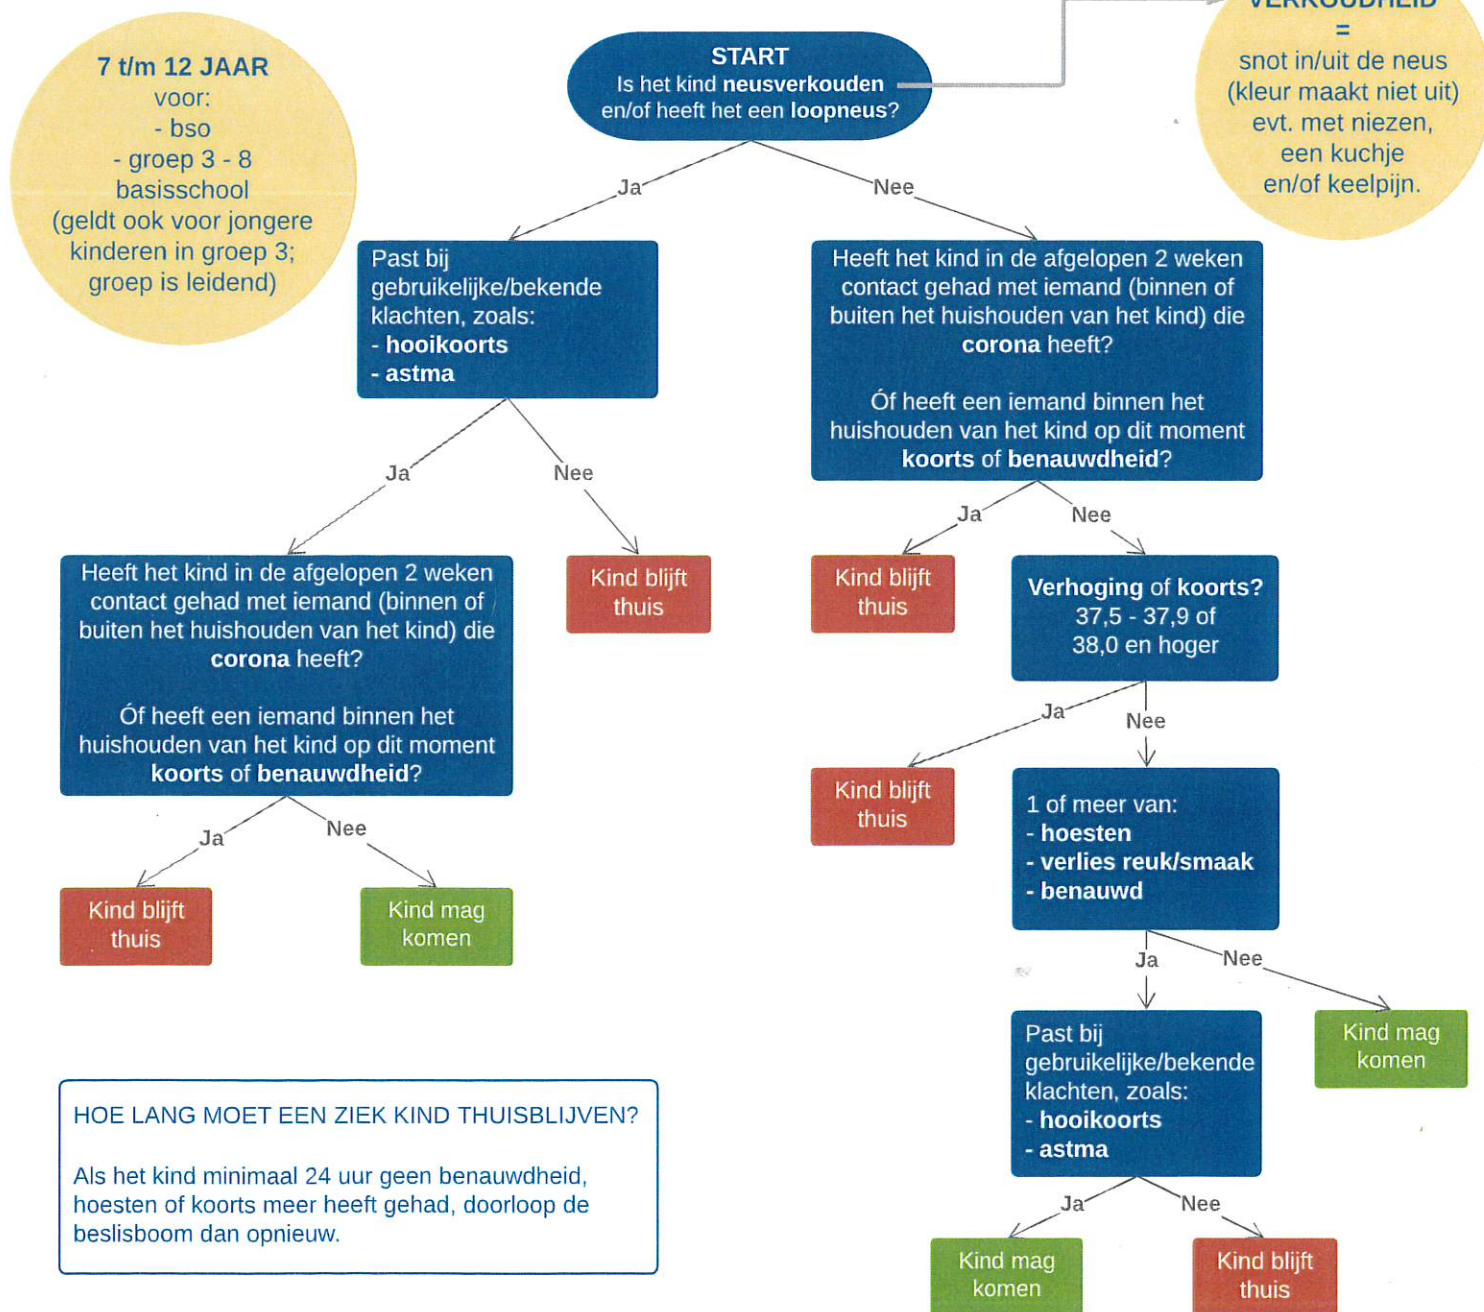 VERKOUDHEID
=
snot in/uit de neus
(kleur maakt niet uit)
evt. met niezen,
een kuchje
en/of keelpijn.
7 t/m 12 JAAR
voor:
- bso
- groep 3 - 8
basisschool
(geldt ook voor jongere
kinderen in groep 3;
groep is leidend)
START
Is het kind neusverkouden
en/of heeft het een loopneus?
Ja
Nee
Past bij
gebruikelijke/bekende
klachten, zoals:
- hooikoorts
- astma
Heeft het kind in de afgelopen 2 weken
contact gehad met iemand (binnen of
buiten het huishouden van het kind) die
corona heeft?
Óf heeft een iemand binnen het
huishouden van het kind op dit moment
koorts of benauwdheid?
Ja
Nee
Ja
Nee
Heeft het kind in de afgelopen 2 weken
contact gehad met iemand (binnen of
buiten het huishouden van het kind) die
corona heeft?
Óf heeft een iemand binnen het
huishouden van het kind op dit moment
koorts of benauwdheid?
Kind blijft
thuis
Kind blijft
thuis
Verhoging of koorts?
37,5 - 37,9 of
38,0 en hoger
Ja
Nee
Ja
Nee
Kind blijft
thuis
Kind mag
komen
Kind blijft
thuis
1 of meer van:
- hoesten
- verlies reuk/smaak
- benauwd
Ja
Nee
Past bij
gebruikelijke/bekende
klachten, zoals:
- hooikoorts
- astma
Kind mag
komen
Ja
Nee
Kind mag
komen
Kind blijft
thuis
HOE LANG MOET EEN ZIEK KIND THUISBLIJVEN?
Als het kind minimaal 24 uur geen benauwdheid,
hoesten of koorts meer heeft gehad, doorloop de
beslisboom dan opnieuw.